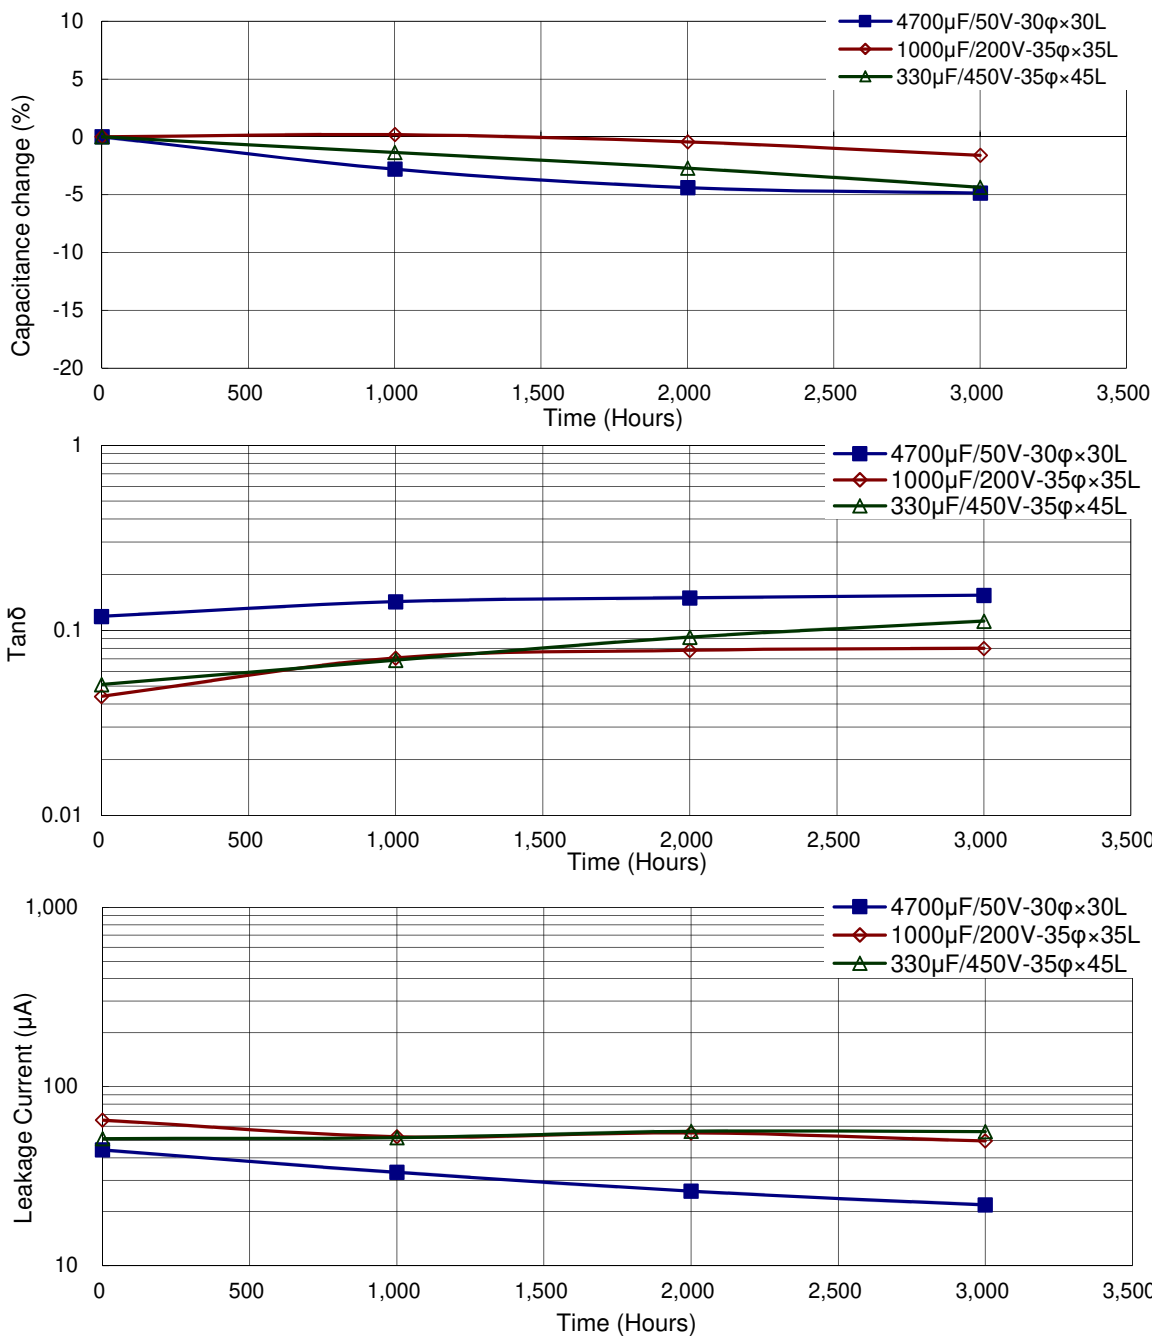 10
5
0
-5
-10
-15
-20
Capacitance change (%)
4700μF/50V-30φ×30L
1000μF/200V-35φ×35L
330μF/450V-35φ×45L
0 500 1,000 1,500 2,000 2,500 3,000 3,500
Time (Hours)
1
0.1
0.01
Tanδ
4700μF/50V-30φ×30L
1000μF/200V-35φ×35L
330μF/450V-35φ×45L
0 500 1,000 1,500 2,000 2,500 3,000 3,500
Time (Hours)
1,000
100
10
Leakage Current (μA)
4700μF/50V-30φ×30L
1000μF/200V-35φ×35L
330μF/450V-35φ×45L
0 500 1,000 1,500 2,000 2,500 3,000 3,500
Time (Hours)